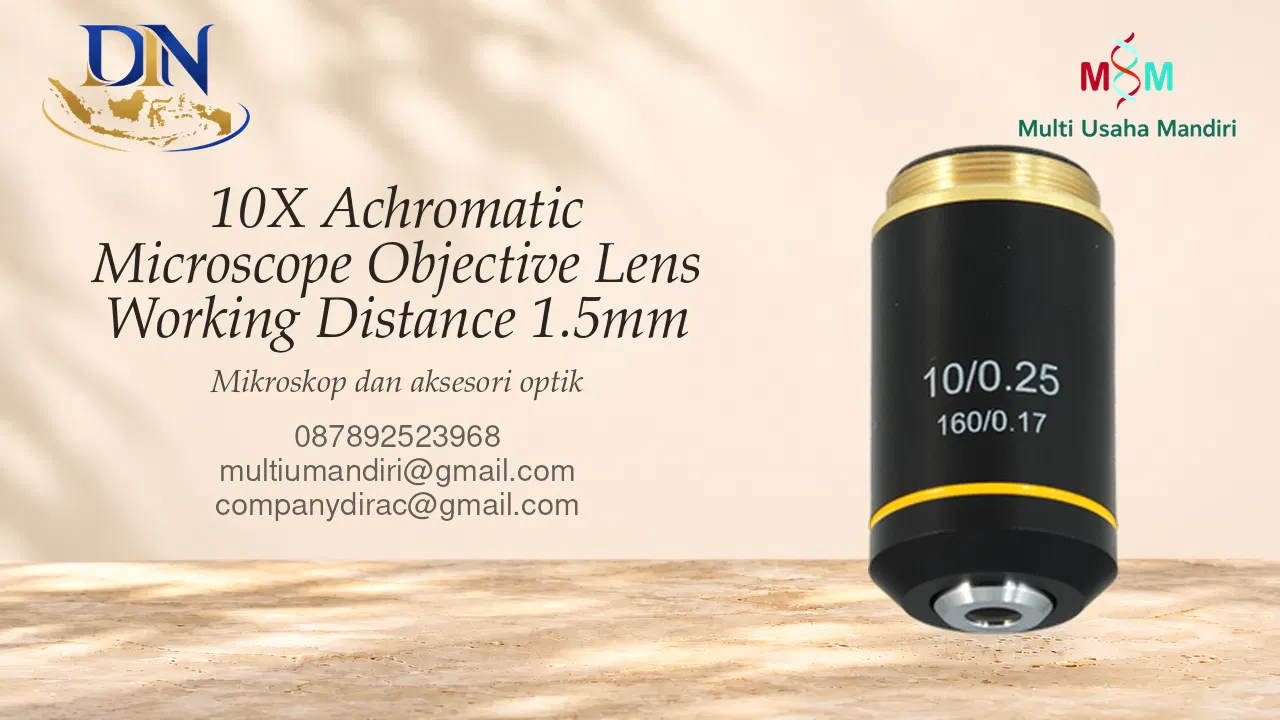 DIN
M M
Multi Usaha Mandiri
10X Achromatic
Microscope Objective Lens
Working Distance 1.5mm
Mikroskop dan aksesori optik
087892523968
multiumandiri@gmail.com
companydirac@gmail.com
10/0.25
160/0.17